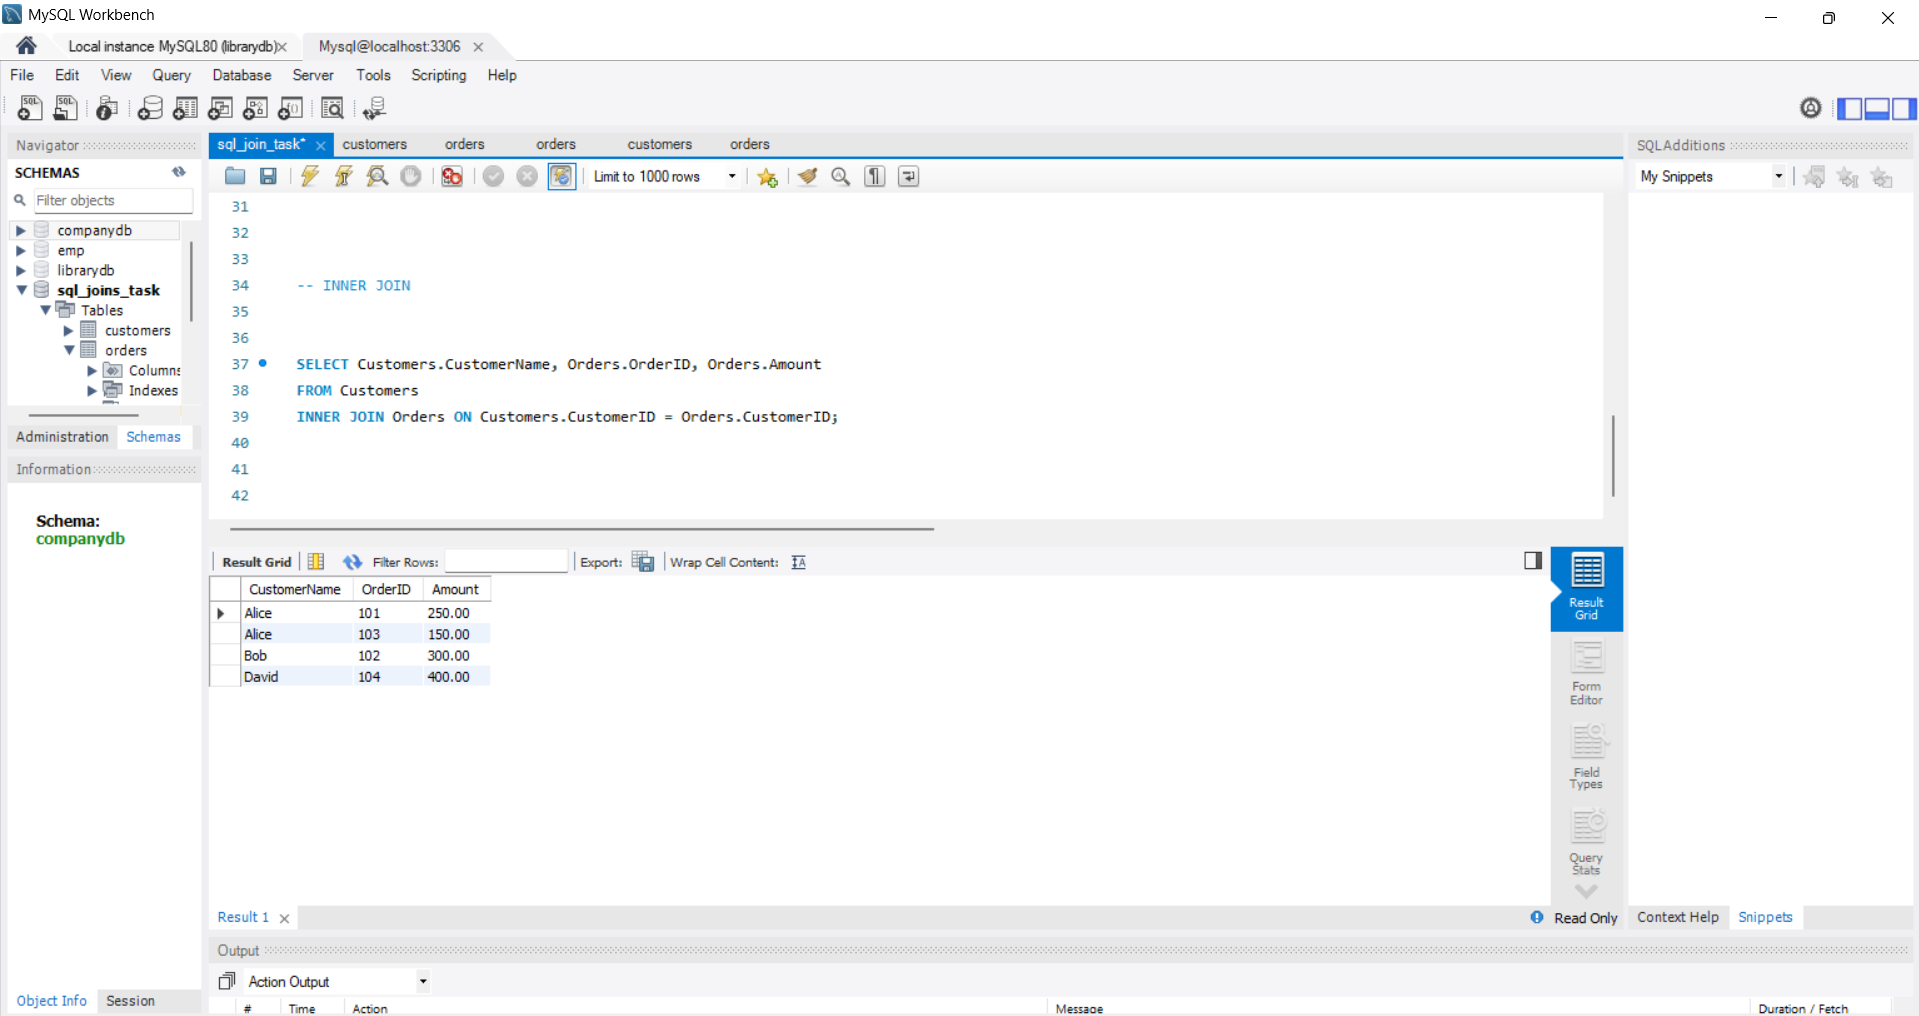 MySQL Workbench
Local instance MySQL80 (librarydb)
Mysql@localhost:3306
File Edit View Query Database Server Tools Scripting Help
Navigator
SCHEMAS
Filter objects
companydb
emp
librarydb
sql_joins_task
Tables
customers
orders
Columns
Indexes
Administration Schemas
Information
Schema:
companydb
Object Info Session
sql_join_task* customers orders orders customers orders
Limit to 1000 rows
31
32
33
34 -- INNER JOIN
35
36
37 SELECT Customers.CustomerName, Orders.OrderID, Orders.Amount
38 FROM Customers
39 INNER JOIN Orders ON Customers.CustomerID = Orders.CustomerID;
40
41
42
Result Grid Filter Rows: Export: Wrap Cell Content:
CustomerName OrderID Amount
Alice 101 250.00
Alice 103 150.00
Bob 102 300.00
David 104 400.00
Result
Grid
Form
Editor
Field
Types
Query
Stats
Result 1
Read Only
Output
Action Output
# Time Action Message Duration / Fetch
SQLAdditions
My Snippets
Context Help Snippets